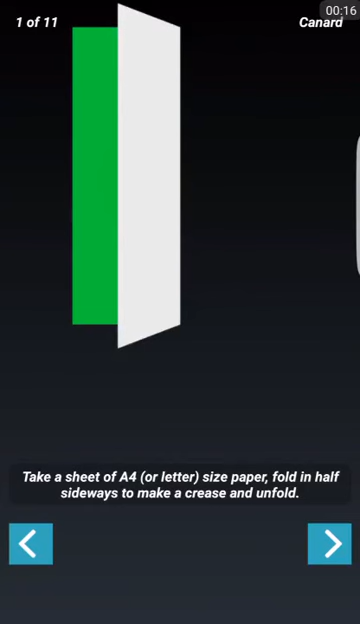 00:16
1 of 11
Canard
Take a sheet of A4 (or letter) size paper, fold in half
sideways to make a crease and unfold.